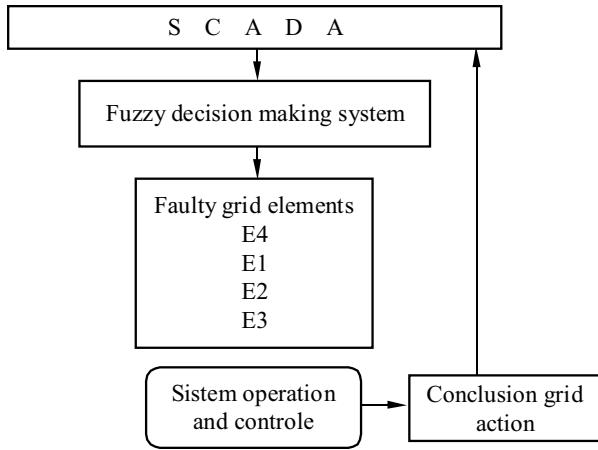 S C A D A
Fuzzy decision making system
Faulty grid elements
E4
E1
E2
E3
Sistem operation
and controle
Conclusion grid
action